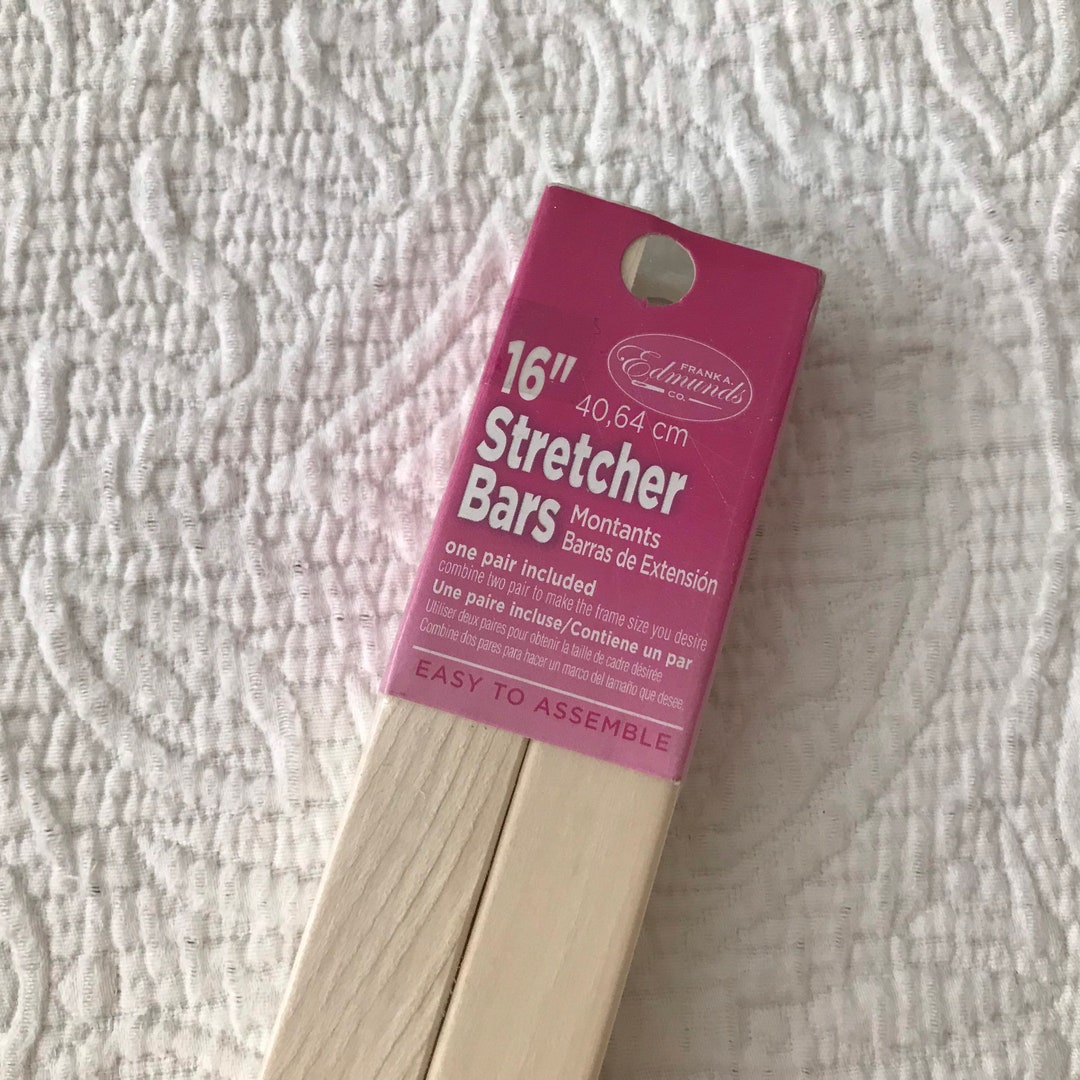 16"
40,64 cm
FRANK A.
Edmunds
CO.
Stretcher
Bars
Montants
Barras de Extensión
one pair included
combine two pair to make the frame size you desire
Une paire incluse/Contiene un par
Utiliser deux paires pour obtenir la taille de cadre désirée
Combine dos pares para hacer un marco del tamaño que desee.
EASY TO ASSEMBLE